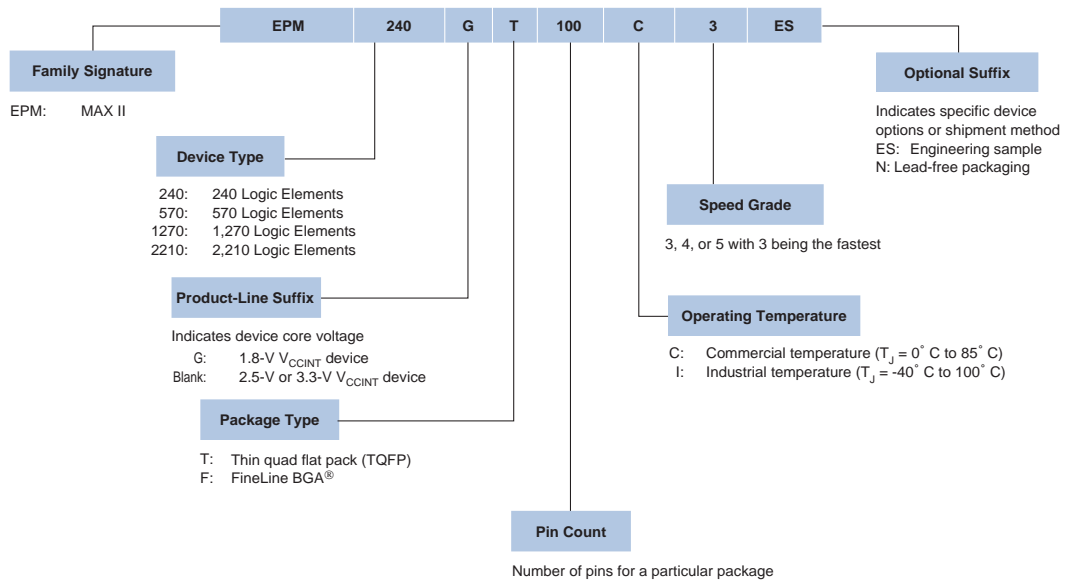 EPM 240 G T 100 C 3 ES
Family Signature
EPM: MAX II
Optional Suffix
Indicates specific device
options or shipment method
ES: Engineering sample
N: Lead-free packaging
Device Type
240: 240 Logic Elements
570: 570 Logic Elements
1270: 1,270 Logic Elements
2210: 2,210 Logic Elements
Speed Grade
3, 4, or 5 with 3 being the fastest
Product-Line Suffix
Indicates device core voltage
G: 1.8-V VCCINT device
Blank: 2.5-V or 3.3-V VCCINT device
Operating Temperature
C: Commercial temperature (TJ = 0° C to 85° C)
I: Industrial temperature (TJ = -40° C to 100° C)
Package Type
T: Thin quad flat pack (TQFP)
F: FineLine BGA®
Pin Count
Number of pins for a particular package